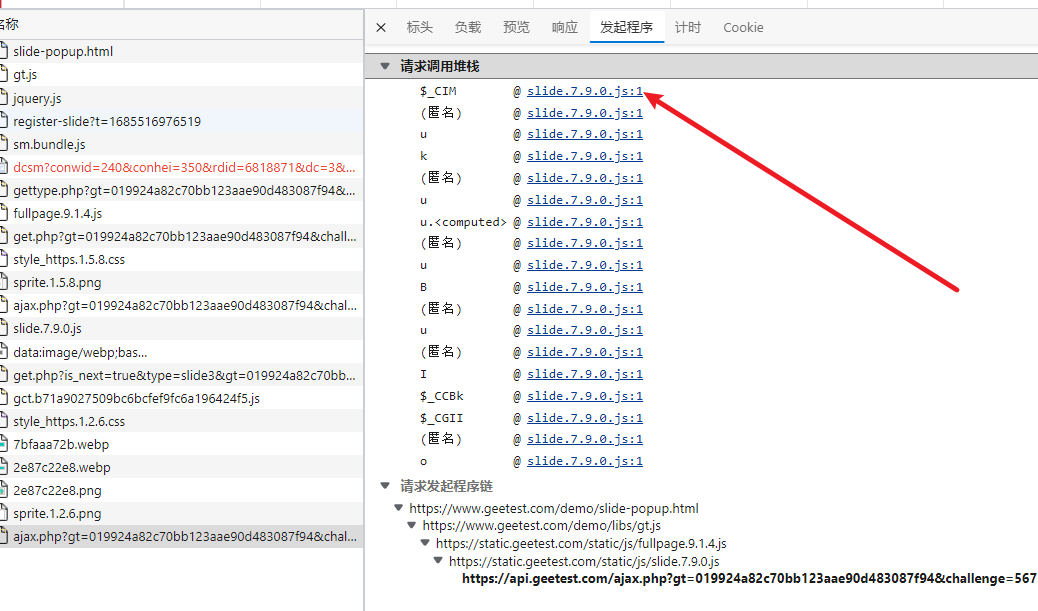 名称
slide-popup.html
gt.js
jquery.js
register-slide?t=1685516976519
sm.bundle.js
dcsm?conwid=240&conhei=350&rdid=6818871&dc=3&...
gettype.php?gt=019924a82c70bb123aae90d483087f94&...
fullpage.9.1.4.js
get.php?gt=019924a82c70bb123aae90d483087f94&chall...
style_https.1.5.8.css
sprite.1.5.8.png
ajax.php?gt=019924a82c70bb123aae90d483087f94&chal...
slide.7.9.0.js
data:image/webp;bas...
get.php?is_next=true&type=slide3&gt=019924a82c70bb...
gct.b71a9027509bc6bcfef9fc6a196424f5.js
style_https.1.2.6.css
7bfaaa72b.webp
2e87c22e8.webp
2e87c22e8.png
sprite.1.2.6.png
ajax.php?gt=019924a82c70bb123aae90d483087f94&chal...
× 标头 负载 预览 响应 发起程序 计时 Cookie
请求调用堆栈
$_CIM @ slide.7.9.0.js:1
(匿名) @ slide.7.9.0.js:1
u @ slide.7.9.0.js:1
k @ slide.7.9.0.js:1
(匿名) @ slide.7.9.0.js:1
u @ slide.7.9.0.js:1
u.<computed> @ slide.7.9.0.js:1
(匿名) @ slide.7.9.0.js:1
u @ slide.7.9.0.js:1
B @ slide.7.9.0.js:1
(匿名) @ slide.7.9.0.js:1
u @ slide.7.9.0.js:1
(匿名) @ slide.7.9.0.js:1
I @ slide.7.9.0.js:1
$_CCBk @ slide.7.9.0.js:1
$_CGII @ slide.7.9.0.js:1
(匿名) @ slide.7.9.0.js:1
o @ slide.7.9.0.js:1
请求发起程序链
https://www.geetest.com/demo/slide-popup.html
https://www.geetest.com/demo/libs/gt.js
https://static.geetest.com/static/js/fullpage.9.1.4.js
https://static.geetest.com/static/js/slide.7.9.0.js
https://api.geetest.com/ajax.php?gt=019924a82c70bb123aae90d483087f94&challenge=567